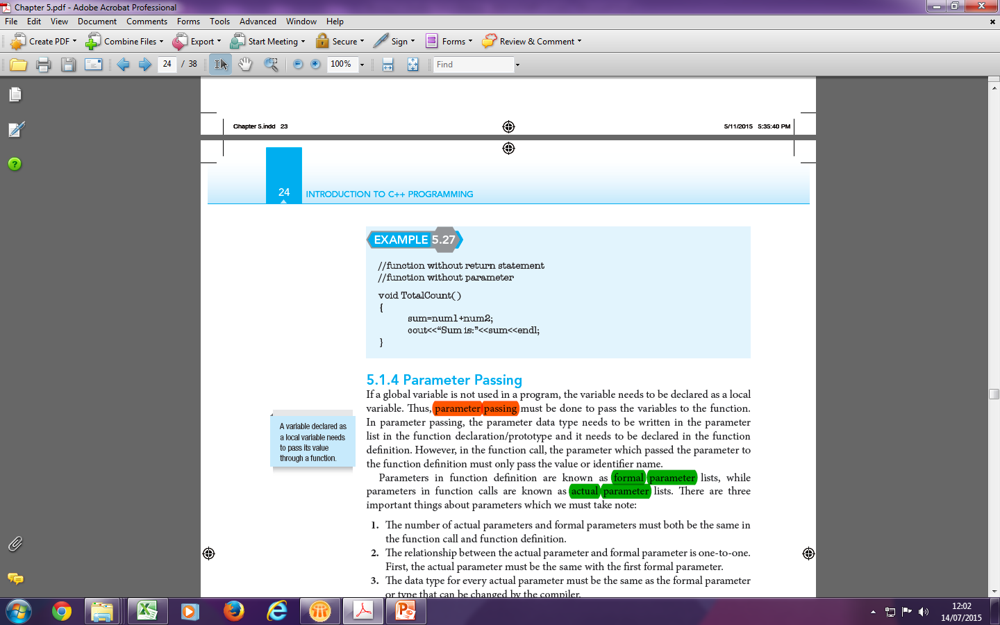 Chapter 5.pdf - Adobe Acrobat Professional
File Edit View Document Comments Forms Tools Advanced Window Help
Create PDF Combine Files Export Start Meeting Secure Sign Forms Review & Comment
24 / 38 100% Find
Chapter 5.indd 23 5/11/2015 5:35:40 PM
24 INTRODUCTION TO C++ PROGRAMMING
EXAMPLE 5.27
//function without return statement
//function without parameter
void TotalCount( )
{
sum=num1+num2;
cout<<“Sum is:”<<sum<<endl;
}
5.1.4 Parameter Passing
If a global variable is not used in a program, the variable needs to be declared as a local
variable. Thus, parameter passing must be done to pass the variables to the function.
In parameter passing, the parameter data type needs to be written in the parameter
list in the function declaration/prototype and it needs to be declared in the function
definition. However, in the function call, the parameter which passed the parameter to
the function definition must only pass the value or identifier name.
A variable declared as
a local variable needs
to pass its value
through a function.
Parameters in function definition are known as formal parameter lists, while
parameters in function calls are known as actual parameter lists. There are three
important things about parameters which we must take note:
1. The number of actual parameters and formal parameters must both be the same in
the function call and function definition.
2. The relationship between the actual parameter and formal parameter is one-to-one.
First, the actual parameter must be the same with the first formal parameter.
3. The data type for every actual parameter must be the same as the formal parameter
or type that can be changed by the compiler.
12:02
14/07/2015